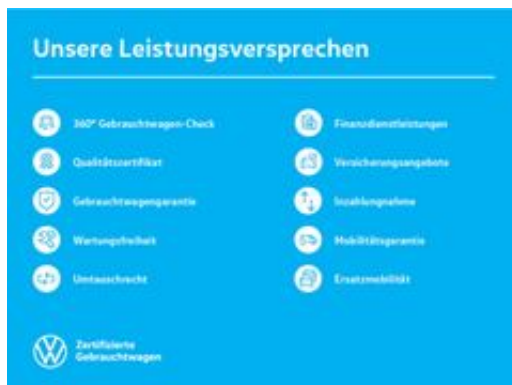 Unsere Leistungsversprechen
360° Gebrauchtwagen-Check
Qualitätszertifikat
Gebrauchtwagengarantie
Wartungsfreiheit
Umtauschrecht
Finanzdienstleistungen
Versicherungsangebote
Inzahlungnahme
Mobilitätsgarantie
Ersatzmobilität
Zertifizierte
Gebrauchtwagen